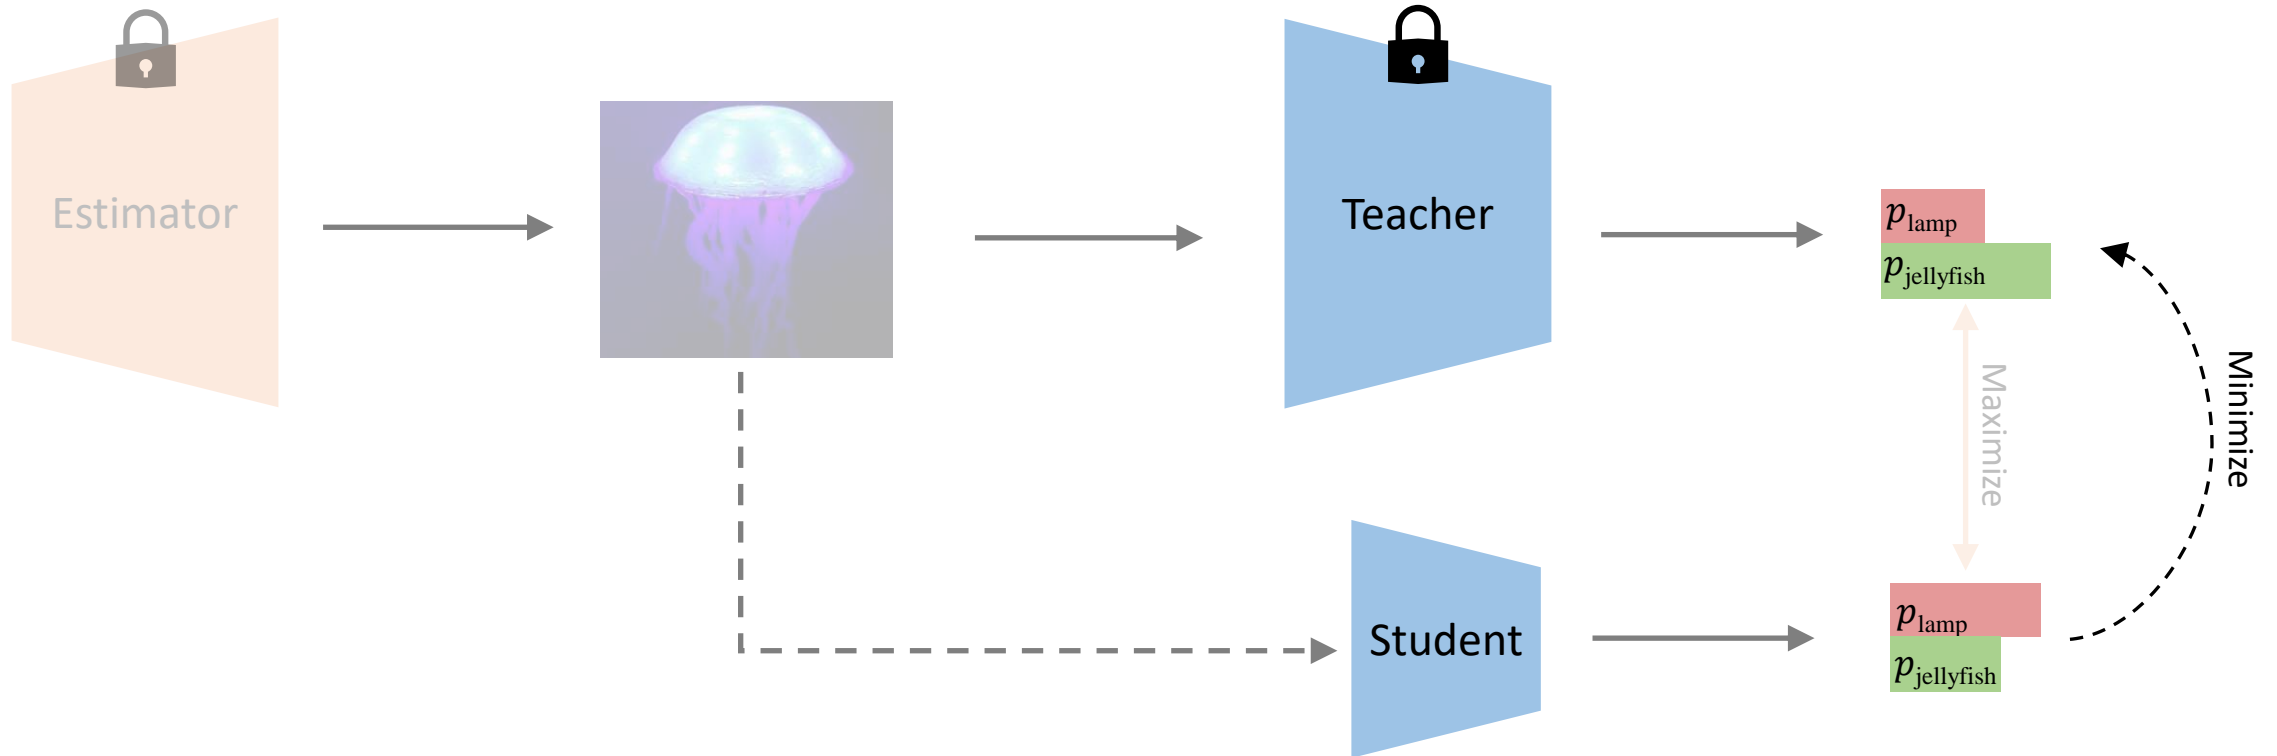 Estimator
Teacher
p_lamp
p_jellyfish
Maximize
Minimize
Student
p_lamp
p_jellyfish